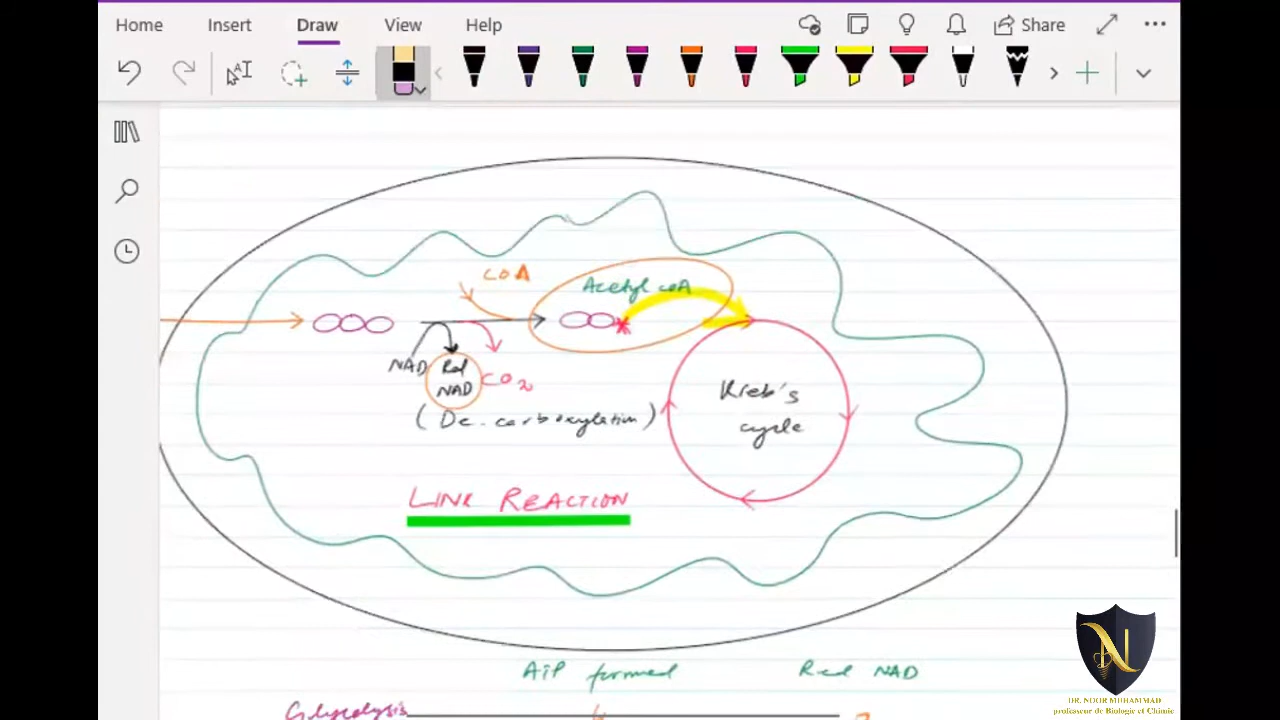 Home Insert Draw View Help Share
CoA
Acetyl coA
NAD Red
NAD
CO2
(De-carboxylation)
Kreb's
cycle
LINK REACTION
ATP formed Red NAD
Glycolysis
DR. NOOR MUHAMMAD
professeur de Biologie et Chimie